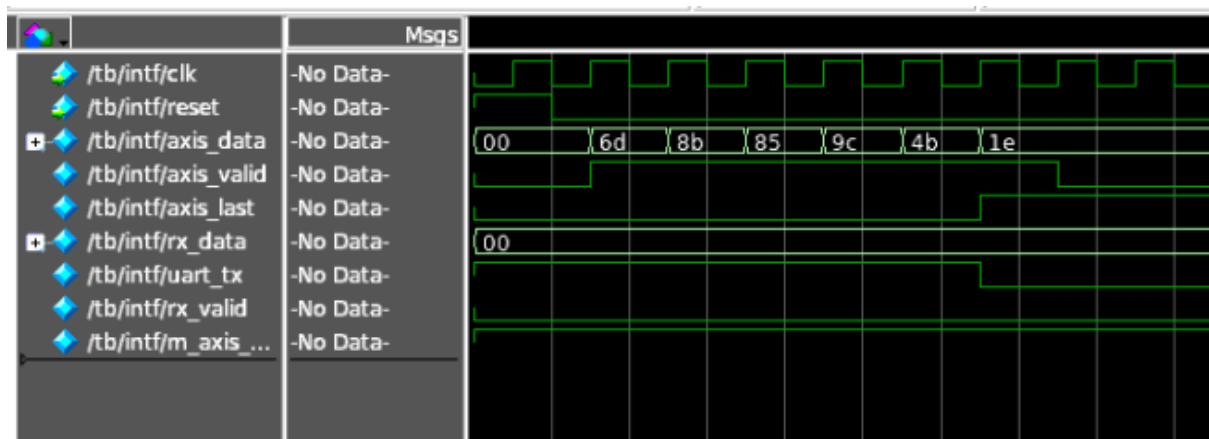 Msgs
/tb/intf/clk -No Data-
/tb/intf/reset -No Data-
/tb/intf/axis_data -No Data- 00 6d 8b 85 9c 4b 1e
/tb/intf/axis_valid -No Data-
/tb/intf/axis_last -No Data-
/tb/intf/rx_data -No Data- 00
/tb/intf/uart_tx -No Data-
/tb/intf/rx_valid -No Data-
/tb/intf/m_axis_... -No Data-